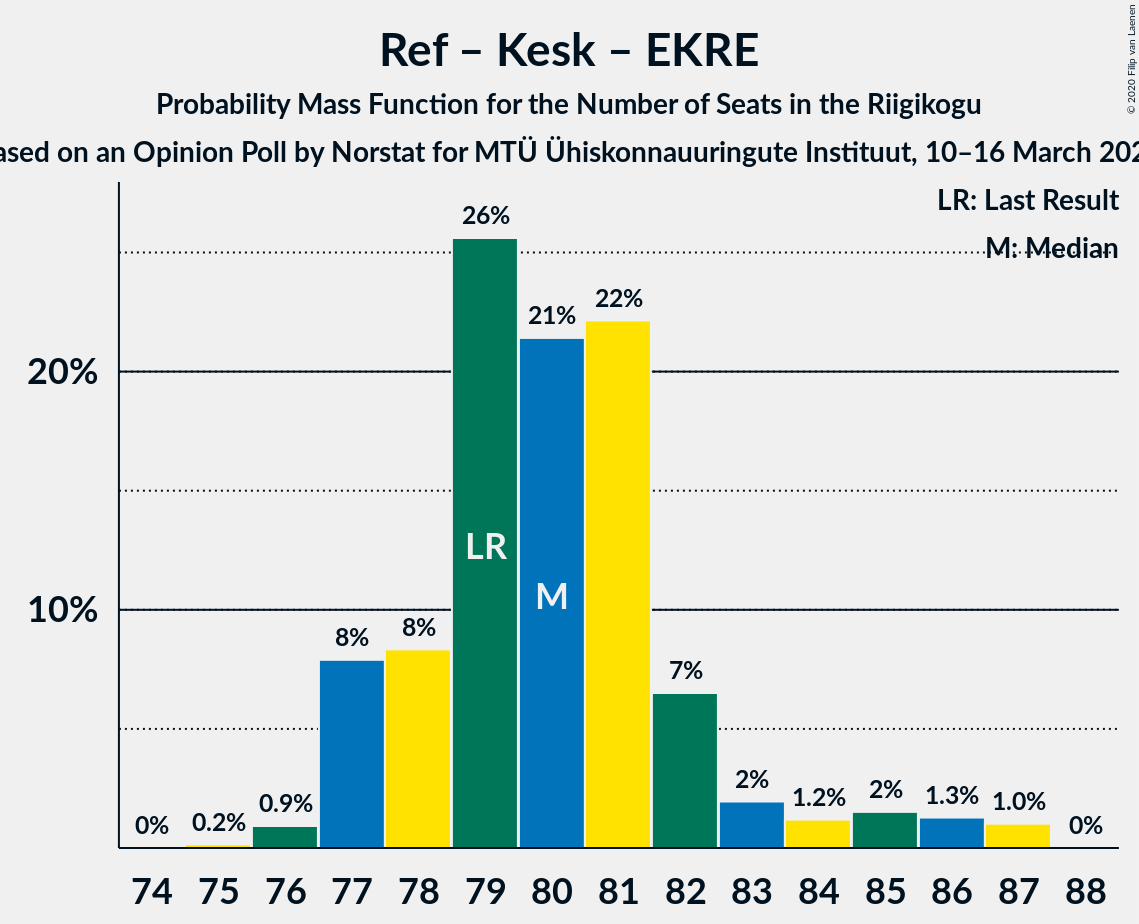 Ref – Kesk – EKRE
Probability Mass Function for the Number of Seats in the Riigikogu
ased on an Opinion Poll by Norstat for MTÜ Ühiskonnauuringute Instituut, 10–16 March 202
© 2020 Filip van Laenen
LR: Last Result
M: Median
26%
22%
21%
20%
LR
M
10%
8%
8%
7%
2%
1.2%
2%
1.3%
1.0%
0%
0.2%
0.9%
0%
74 75 76 77 78 79 80 81 82 83 84 85 86 87 88